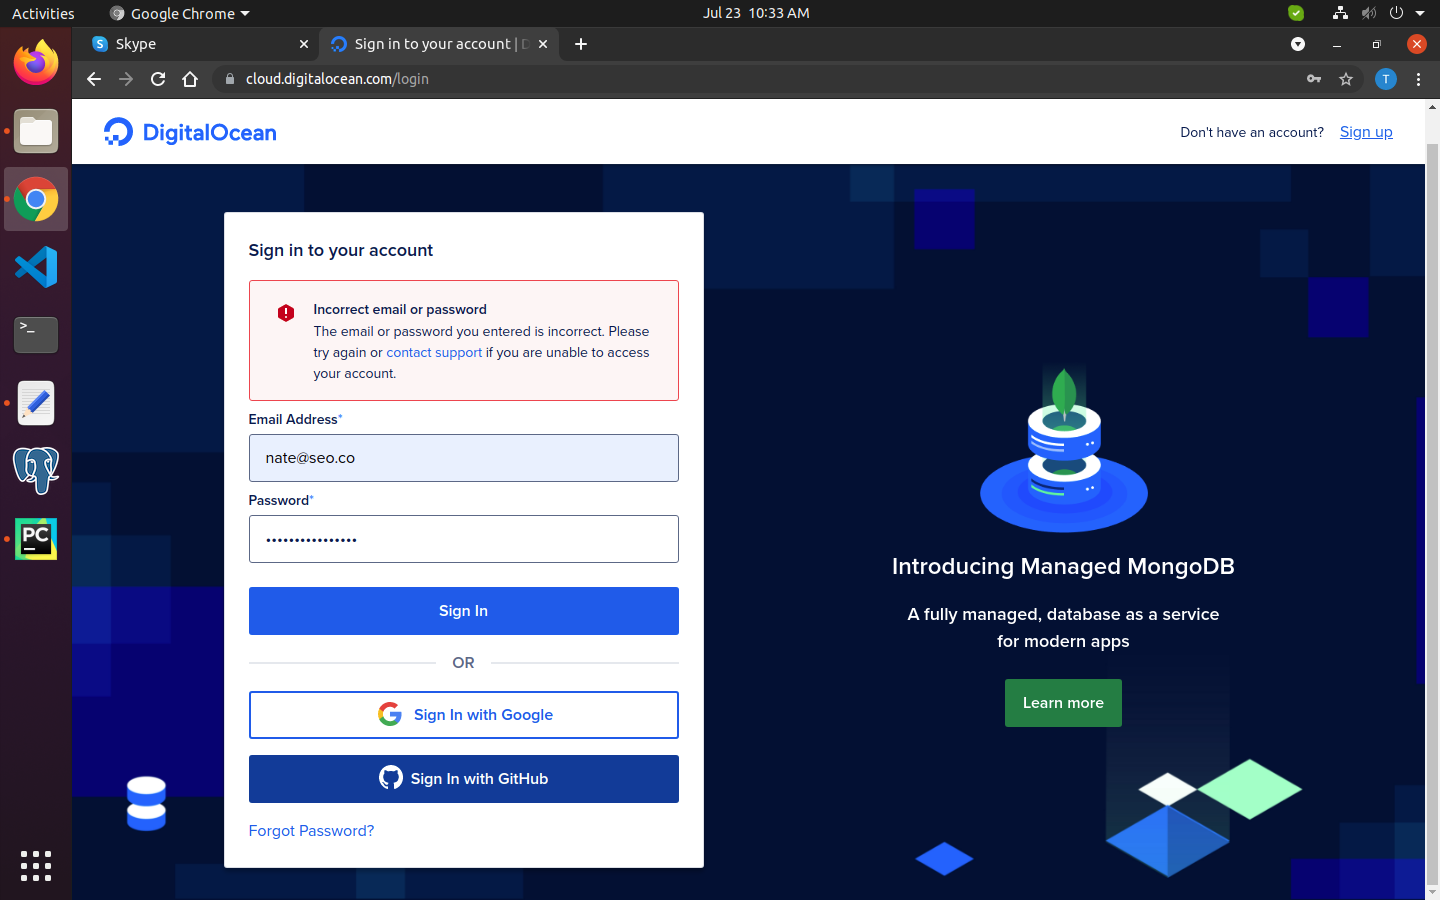 Activities
Google Chrome
Jul 23 10:33 AM
Skype
Sign in to your account | D
cloud.digitalocean.com/login
T
DigitalOcean
Don't have an account? Sign up
Sign in to your account
Incorrect email or password
The email or password you entered is incorrect. Please
try again or contact support if you are unable to access
your account.
Email Address*
nate@seo.co
Password*
••••••••••••••••
Sign In
OR
Sign In with Google
Sign In with GitHub
Forgot Password?
Introducing Managed MongoDB
A fully managed, database as a service
for modern apps
Learn more
>_
PC